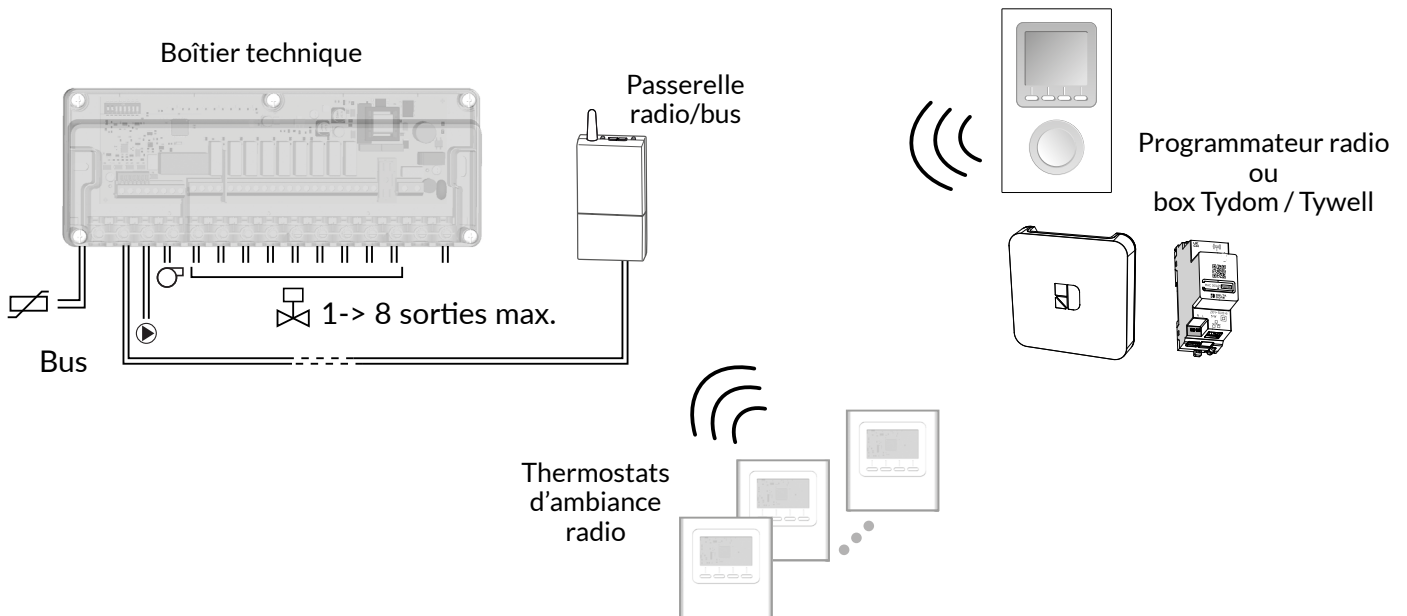 Boîtier technique
Passerelle
radio/bus
Programmateur radio
ou
box Tydom / Tywell
1-> 8 sorties max.
Bus
Thermostats
d’ambiance
radio